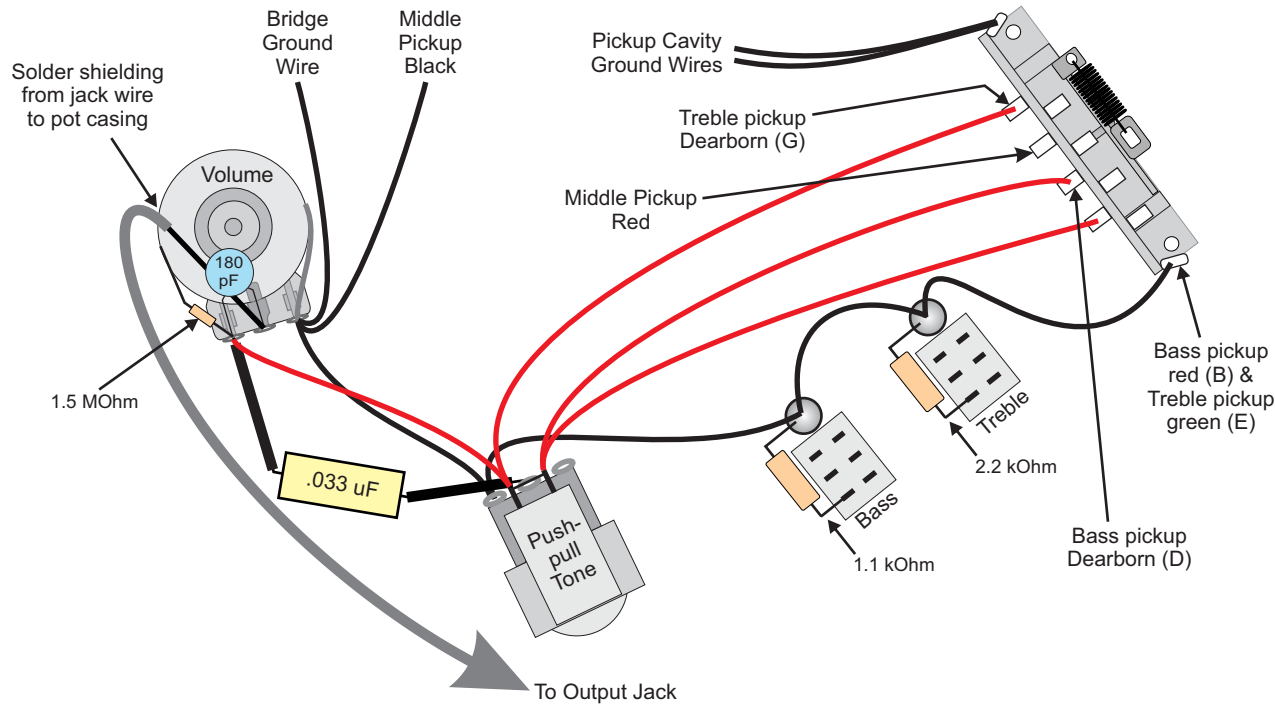 Bridge
Ground
Wire
Middle
Pickup
Black
Pickup Cavity
Ground Wires
Solder shielding
from jack wire
to pot casing
Treble pickup
Dearborn (G)
Volume
Middle Pickup
Red
180
pF
1.5 MOhm
Bass pickup
red (B) &
Treble pickup
green (E)
Treble
2.2 kOhm
.033 uF
Bass
1.1 kOhm
Push-
pull
Tone
Bass pickup
Dearborn (D)
To Output Jack